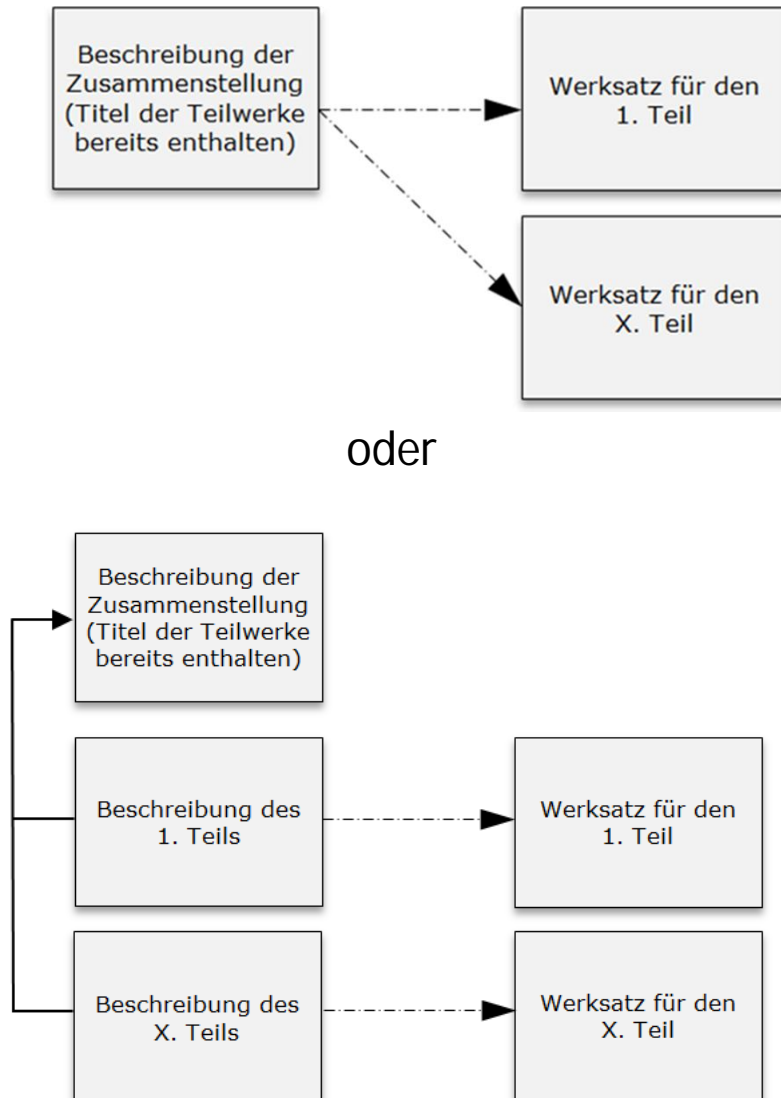 Beschreibung der
Zusammenstellung
(Titel der Teilwerke
bereits enthalten)
Werksatz für den
1. Teil
Werksatz für den
X. Teil
oder
Beschreibung der
Zusammenstellung
(Titel der Teilwerke
bereits enthalten)
Beschreibung des
1. Teils
Werksatz für den
1. Teil
Beschreibung des
X. Teils
Werksatz für den
X. Teil